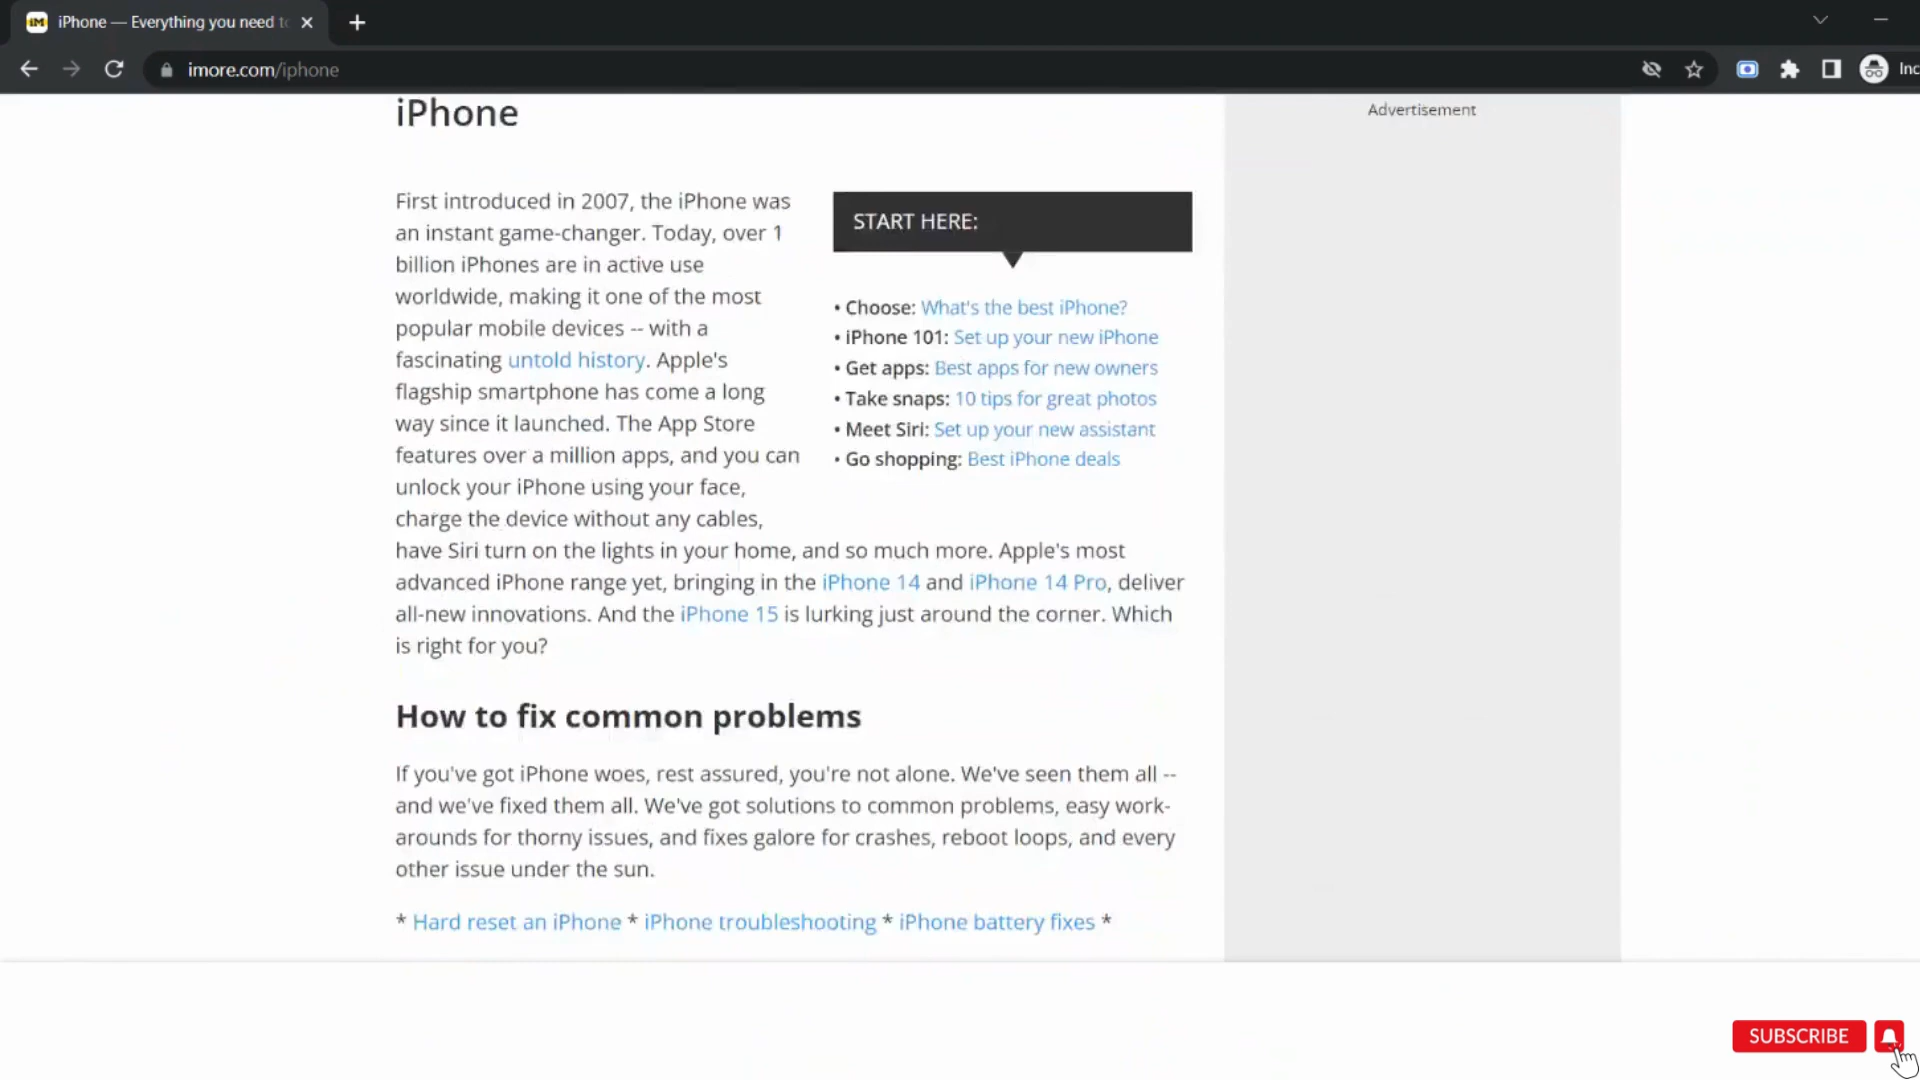 iPhone — Everything you need to
imore.com/iphone
Inc
iPhone
Advertisement
First introduced in 2007, the iPhone was
an instant game-changer. Today, over 1
billion iPhones are in active use
worldwide, making it one of the most
popular mobile devices -- with a
fascinating untold history. Apple's
flagship smartphone has come a long
way since it launched. The App Store
features over a million apps, and you can
unlock your iPhone using your face,
charge the device without any cables,
have Siri turn on the lights in your home, and so much more. Apple's most
advanced iPhone range yet, bringing in the iPhone 14 and iPhone 14 Pro, deliver
all-new innovations. And the iPhone 15 is lurking just around the corner. Which
is right for you?
START HERE:
• Choose: What's the best iPhone?
• iPhone 101: Set up your new iPhone
• Get apps: Best apps for new owners
• Take snaps: 10 tips for great photos
• Meet Siri: Set up your new assistant
• Go shopping: Best iPhone deals
How to fix common problems
If you've got iPhone woes, rest assured, you're not alone. We've seen them all --
and we've fixed them all. We've got solutions to common problems, easy work-
arounds for thorny issues, and fixes galore for crashes, reboot loops, and every
other issue under the sun.
* Hard reset an iPhone * iPhone troubleshooting * iPhone battery fixes *
SUBSCRIBE